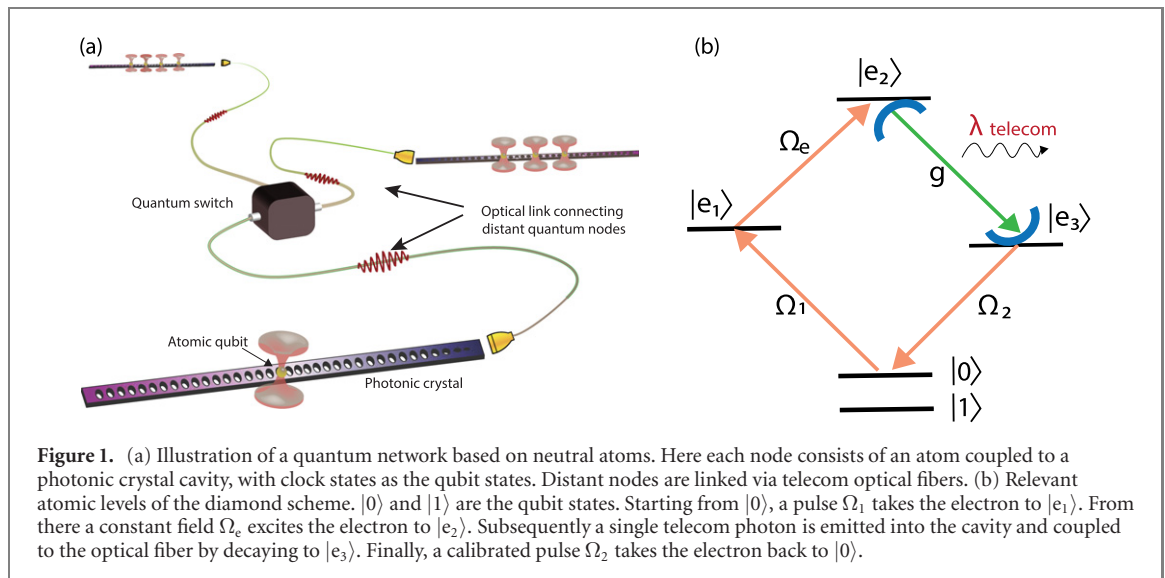 (a)
Quantum switch
Optical link connecting
distant quantum nodes
Atomic qubit
Photonic crystal
(b)
|e₂⟩
λ telecom
Ωₑ
g
|e₁⟩
|e₃⟩
Ω₁
Ω₂
|0⟩
|1⟩
Figure 1. (a) Illustration of a quantum network based on neutral atoms. Here each node consists of an atom coupled to a
photonic crystal cavity, with clock states as the qubit states. Distant nodes are linked via telecom optical fibers. (b) Relevant
atomic levels of the diamond scheme. |0⟩ and |1⟩ are the qubit states. Starting from |0⟩, a pulse Ω₁ takes the electron to |e₁⟩. From
there a constant field Ωₑ excites the electron to |e₂⟩. Subsequently a single telecom photon is emitted into the cavity and coupled
to the optical fiber by decaying to |e₃⟩. Finally, a calibrated pulse Ω₂ takes the electron back to |0⟩.